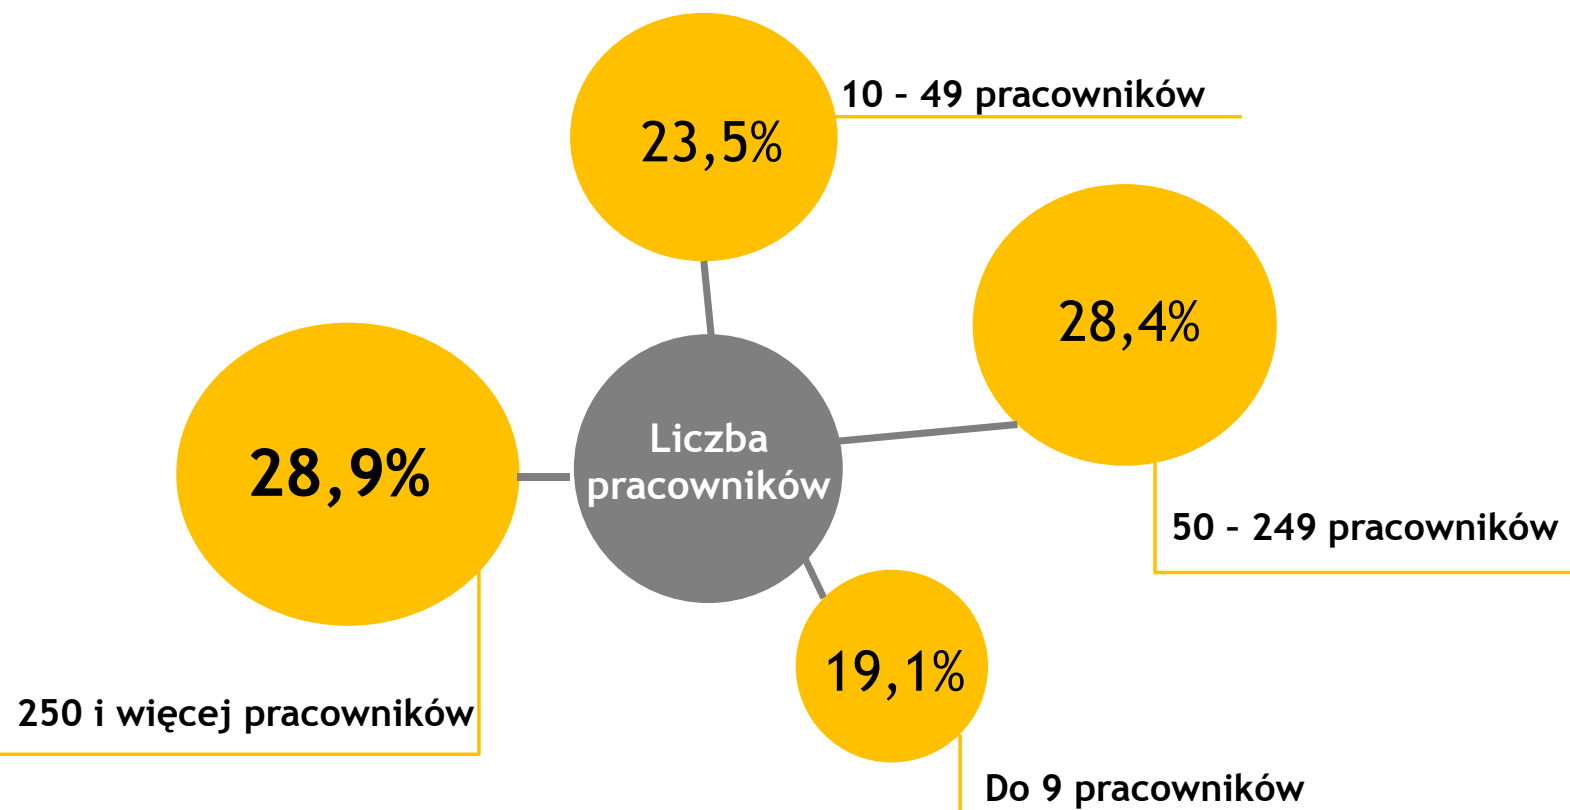 10 – 49 pracowników
23,5%
28,4%
Liczba
pracowników
28,9%
50 – 249 pracowników
19,1%
250 i więcej pracowników
Do 9 pracowników